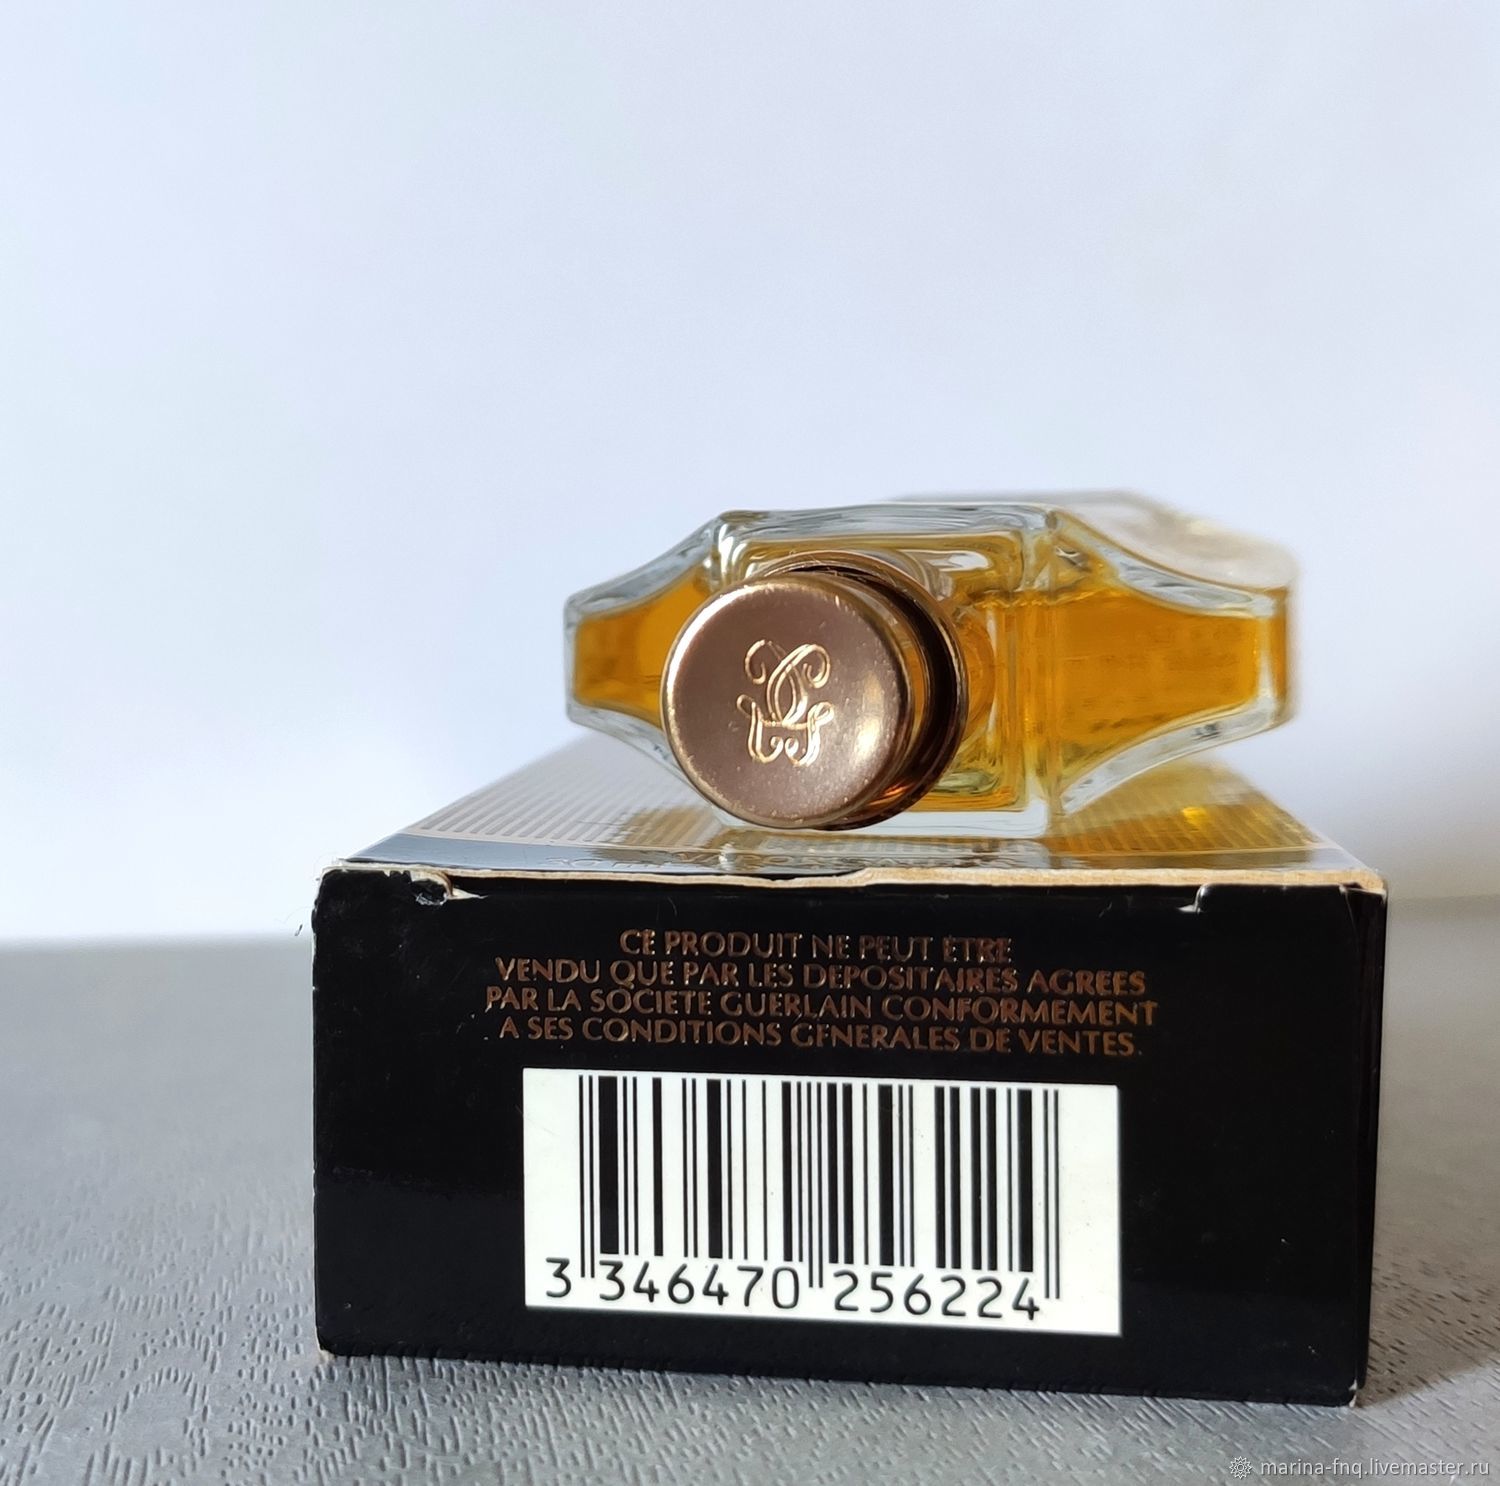 CE PRODUIT NE PEUT ETRE
VENDU QUE PAR LES DEPOSITAIRES AGREES
PAR LA SOCIETE GUERLAIN CONFORMEMENT
A SES CONDITIONS GENERALES DE VENTES.
3 346470 256224
marina-fnq.livemaster.ru